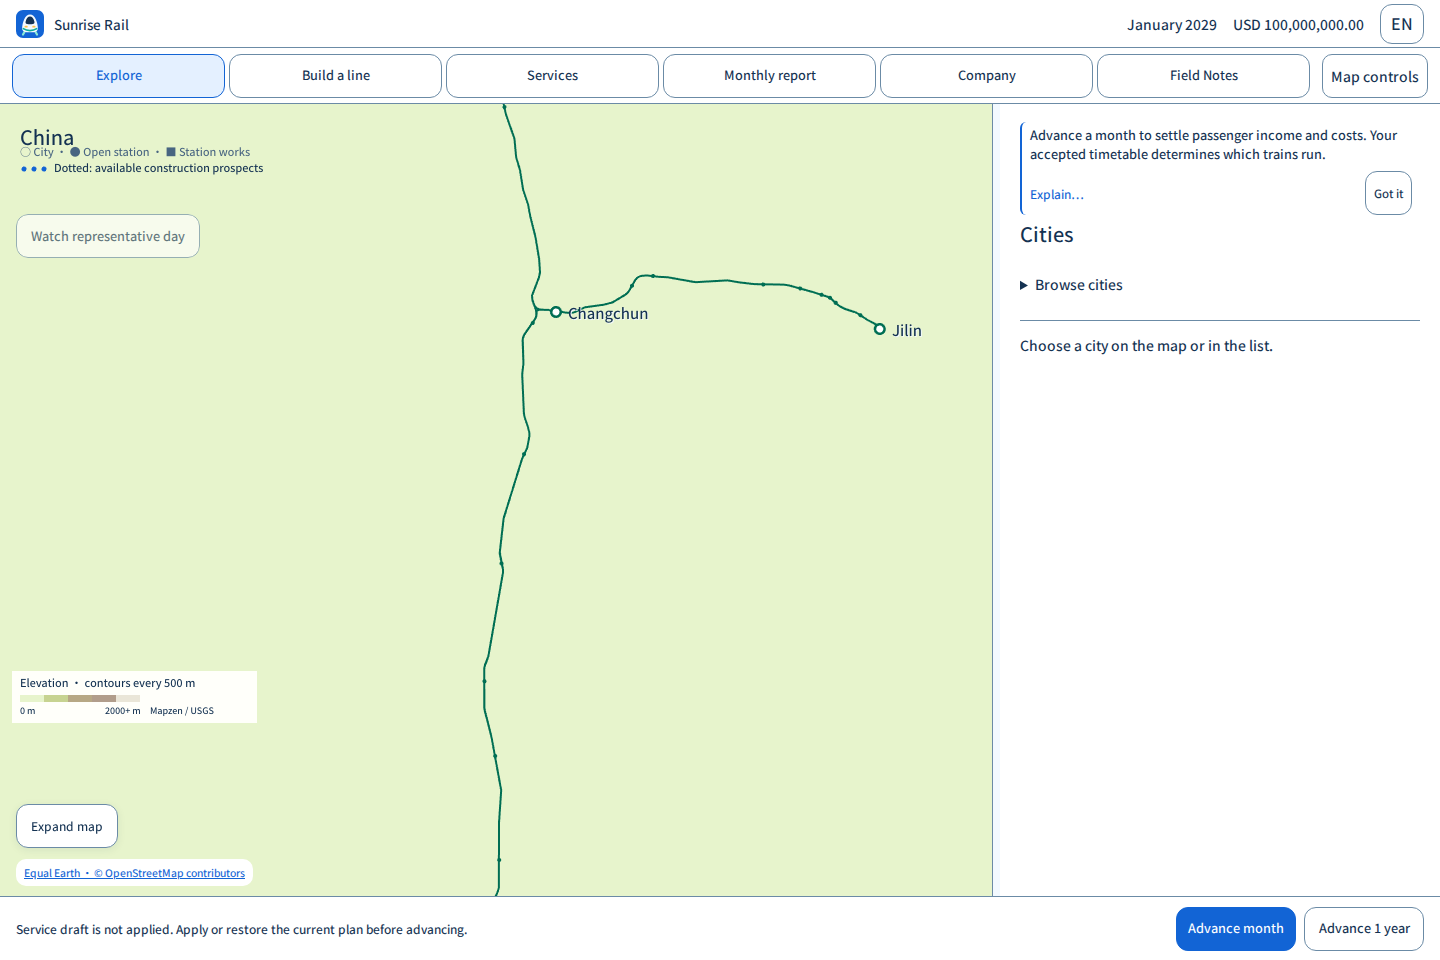 Sunrise Rail
January 2029 USD 100,000,000.00 EN
Explore Build a line Services Monthly report Company Field Notes Map controls
China
City · Open station · Station works
Dotted: available construction prospects
Watch representative day
Changchun
Jilin
Elevation · contours every 500 m
0 m 2000+ m Mapzen / USGS
Expand map
Equal Earth · © OpenStreetMap contributors
Advance a month to settle passenger income and costs. Your
accepted timetable determines which trains run.
Explain...
Got it
Cities
Browse cities
Choose a city on the map or in the list.
Service draft is not applied. Apply or restore the current plan before advancing.
Advance month Advance 1 year